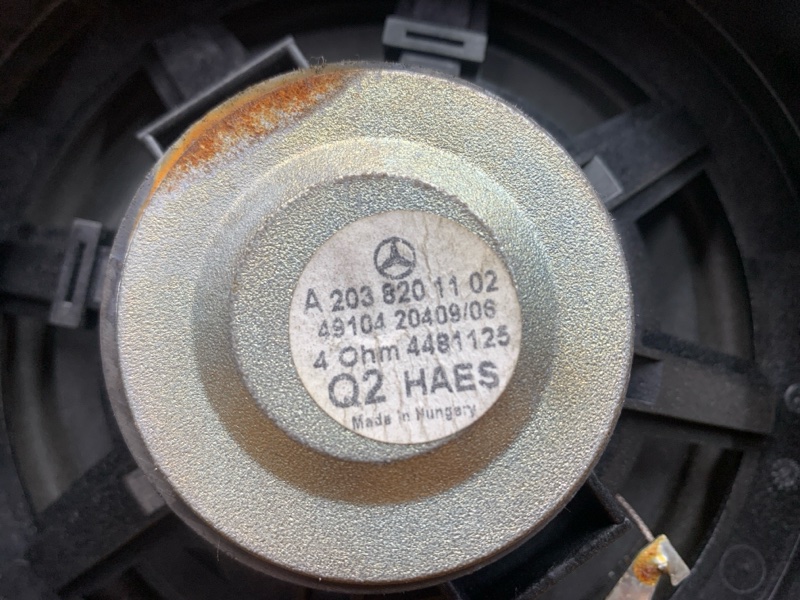 A 203 820 11 02
49104 20409/06
4 Ohm 4481125
Q2 HAES
Made in Hungary